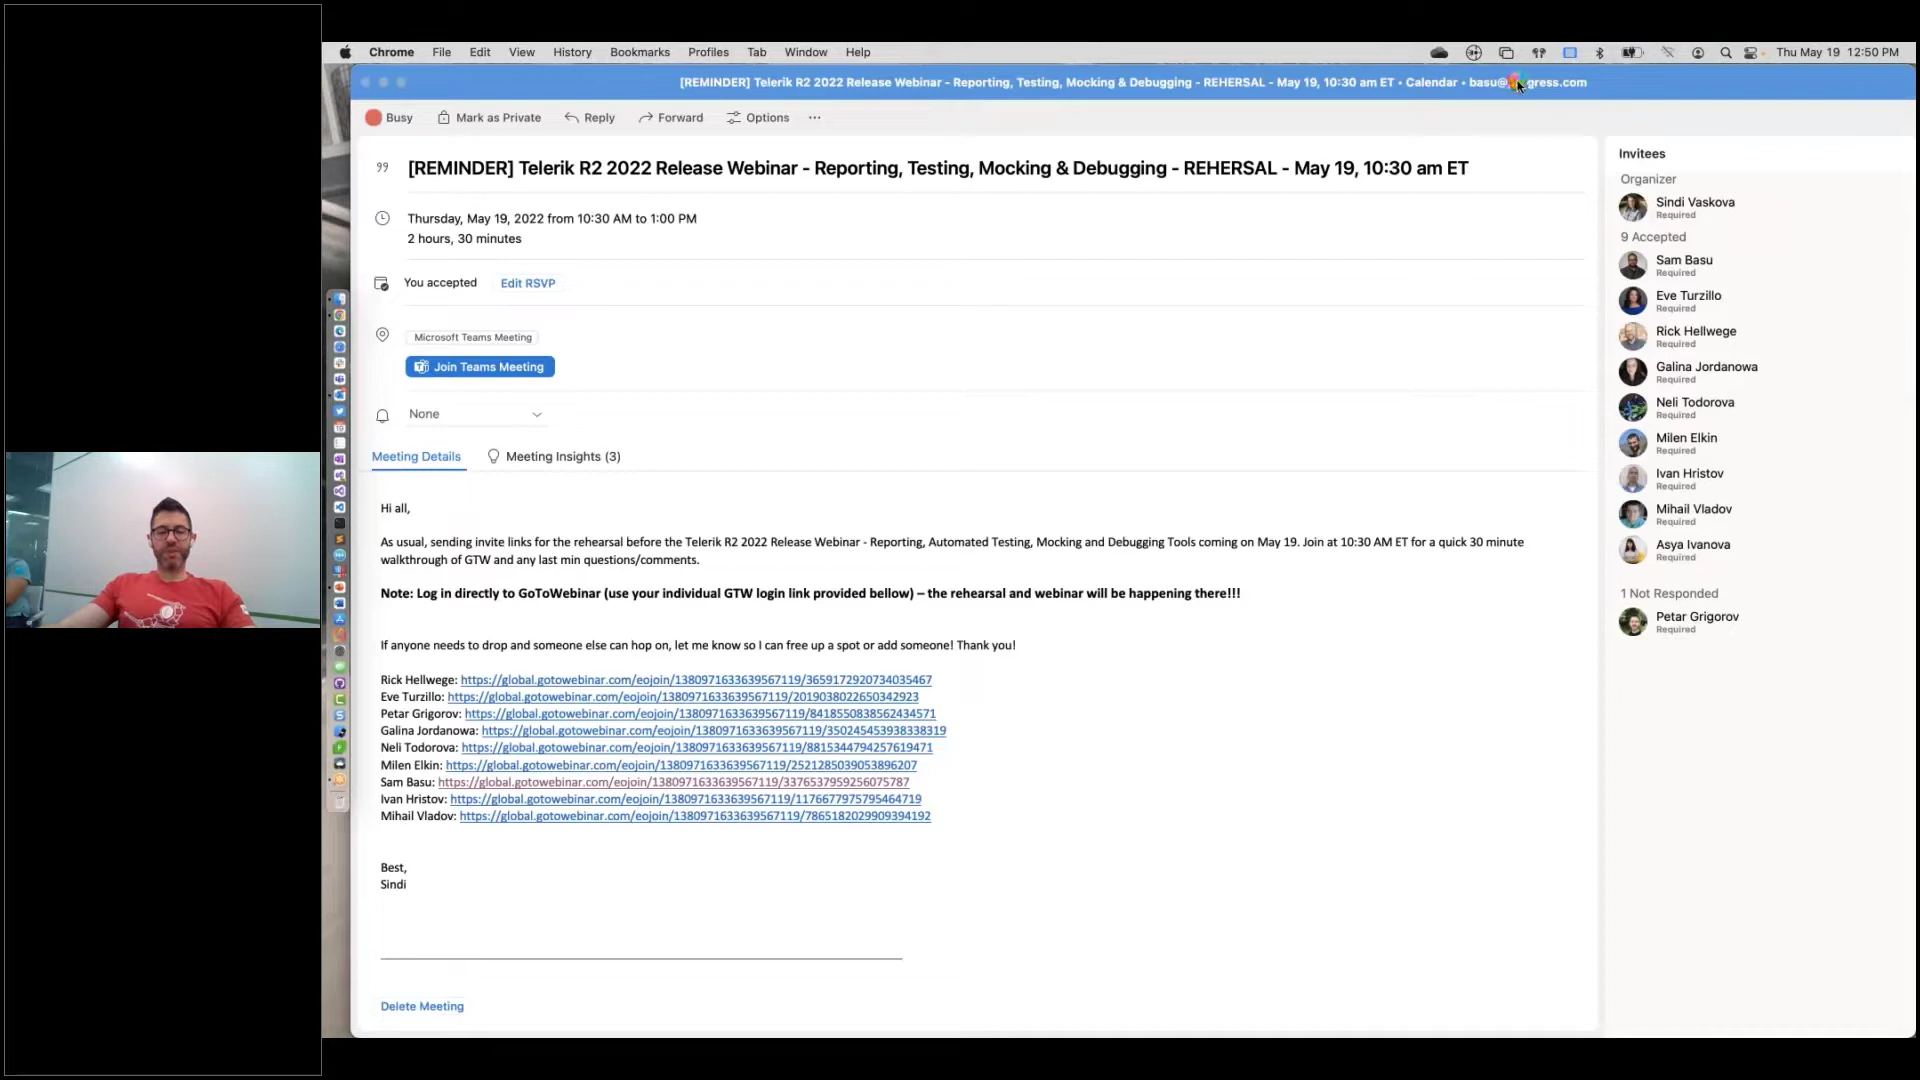 Chrome File Edit View History Bookmarks Profiles Tab Window Help
Thu May 19 12:50 PM
[REMINDER] Telerik R2 2022 Release Webinar - Reporting, Testing, Mocking & Debugging - REHERSAL - May 19, 10:30 am ET • Calendar • basu@ gress.com
Busy Mark as Private Reply Forward Options ...
[REMINDER] Telerik R2 2022 Release Webinar - Reporting, Testing, Mocking & Debugging - REHERSAL - May 19, 10:30 am ET
Thursday, May 19, 2022 from 10:30 AM to 1:00 PM
2 hours, 30 minutes
You accepted Edit RSVP
Microsoft Teams Meeting
Join Teams Meeting
None
Meeting Details Meeting Insights (3)
Hi all,
As usual, sending invite links for the rehearsal before the Telerik R2 2022 Release Webinar - Reporting, Automated Testing, Mocking and Debugging Tools coming on May 19. Join at 10:30 AM ET for a quick 30 minute
walkthrough of GTW and any last min questions/comments.
Note: Log in directly to GoToWebinar (use your individual GTW login link provided bellow) – the rehearsal and webinar will be happening there!!!
If anyone needs to drop and someone else can hop on, let me know so I can free up a spot or add someone! Thank you!
Rick Hellwege: https://global.gotowebinar.com/eojoin/1380971633639567119/3659172920734035467
Eve Turzillo: https://global.gotowebinar.com/eojoin/1380971633639567119/2019038022650342923
Petar Grigorov: https://global.gotowebinar.com/eojoin/1380971633639567119/8418550838562434571
Galina Jordanowa: https://global.gotowebinar.com/eojoin/1380971633639567119/350245453938338319
Neli Todorova: https://global.gotowebinar.com/eojoin/1380971633639567119/8815344794257619471
Milen Elkin: https://global.gotowebinar.com/eojoin/1380971633639567119/2521285039053896207
Sam Basu: https://global.gotowebinar.com/eojoin/1380971633639567119/3376537959256075787
Ivan Hristov: https://global.gotowebinar.com/eojoin/1380971633639567119/1176677975795464719
Mihail Vladov: https://global.gotowebinar.com/eojoin/1380971633639567119/7865182029909394192
Best,
Sindi
Delete Meeting
Invitees
Organizer
Sindi Vaskova
Required
9 Accepted
Sam Basu
Required
Eve Turzillo
Required
Rick Hellwege
Required
Galina Jordanowa
Required
Neli Todorova
Required
Milen Elkin
Required
Ivan Hristov
Required
Mihail Vladov
Required
Asya Ivanova
Required
1 Not Responded
Petar Grigorov
Required